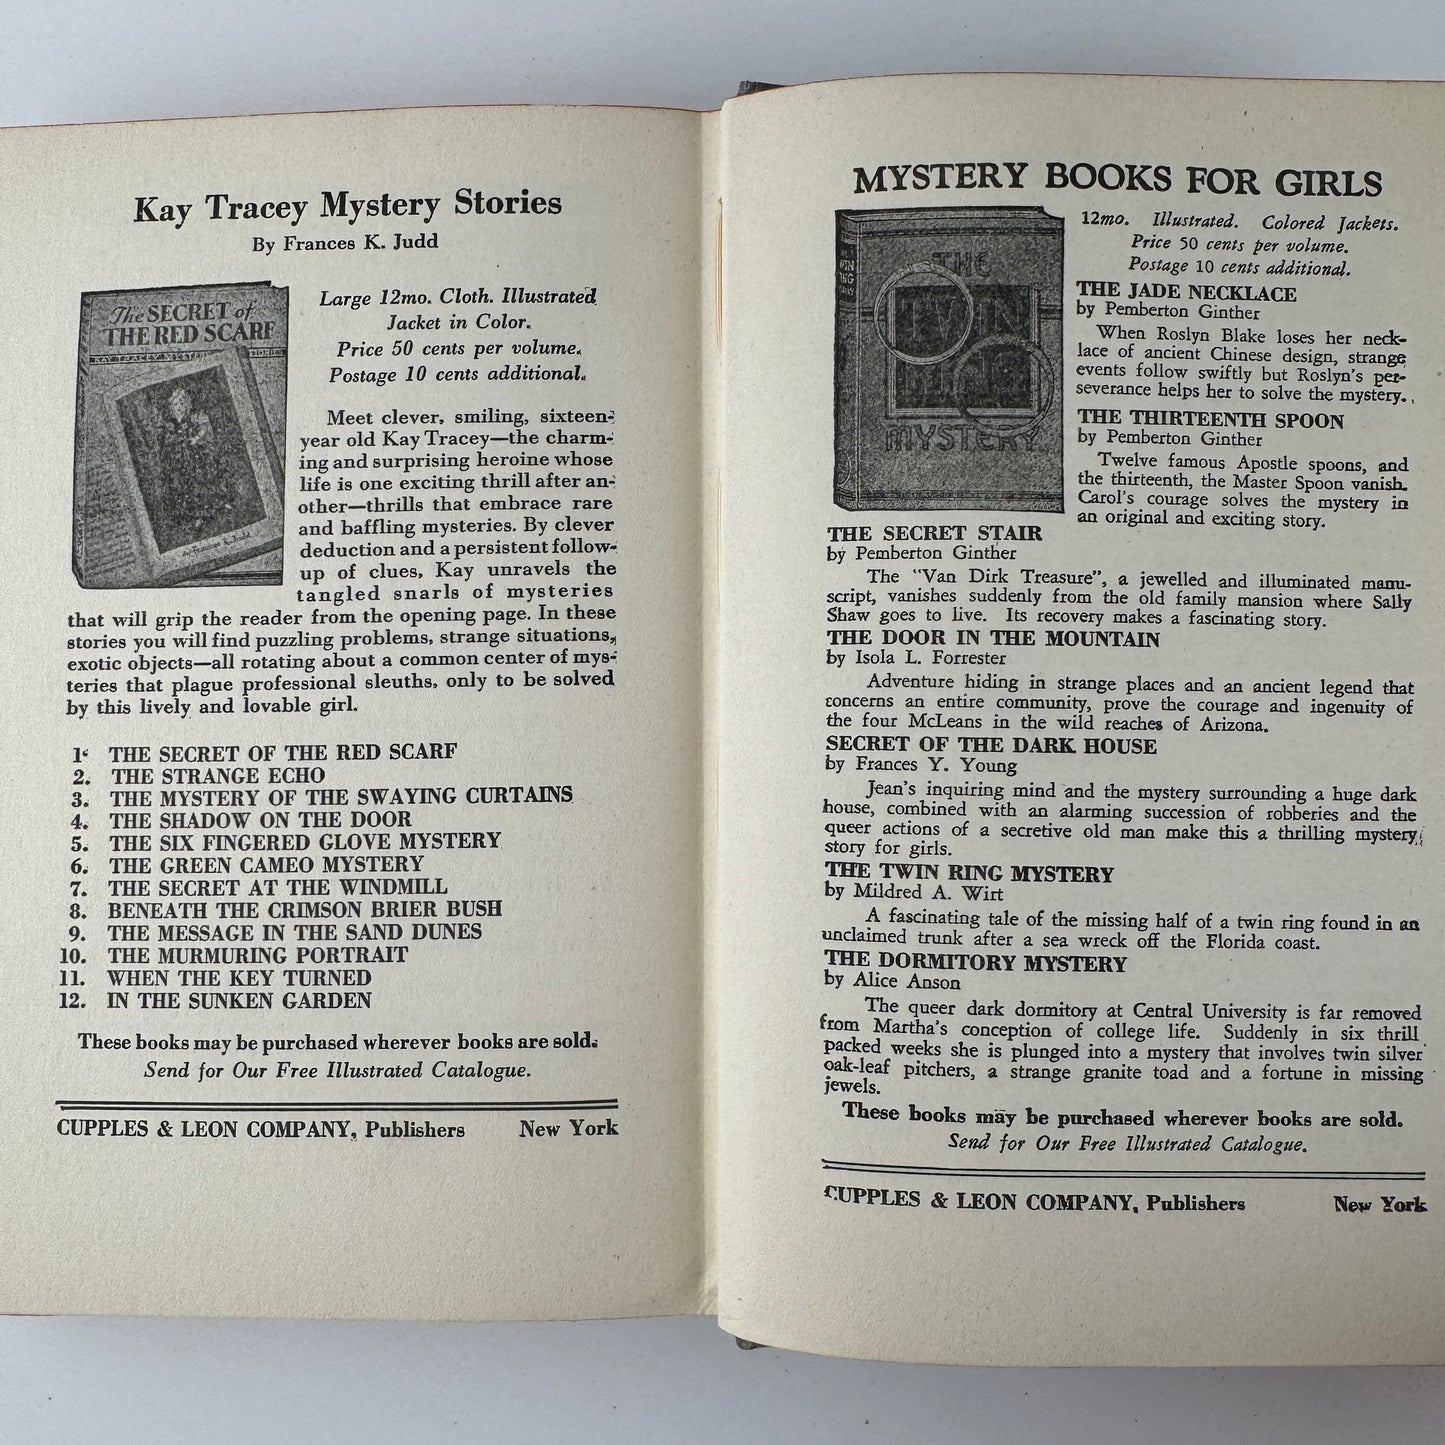 Kay Tracey Mystery Stories
By Frances K. Judd
The SECRET of
THE RED SCARF
KAY TRACEY MYSTERY STORIES
by Frances K. Judd
Large 12mo. Cloth. Illustrated
Jacket in Color.
Price 50 cents per volume.
Postage 10 cents additional.
Meet clever, smiling, sixteen-
year old Kay Tracey—the charm-
ing and surprising heroine whose
life is one exciting thrill after an-
other—thrills that embrace rare
and baffling mysteries. By clever
deduction and a persistent follow-
up of clues, Kay unravels the
tangled snarls of mysteries
that will grip the reader from the opening page. In these
stories you will find puzzling problems, strange situations,
exotic objects—all rotating about a common center of mys-
teries that plague professional sleuths, only to be solved
by this lively and lovable girl.
1. THE SECRET OF THE RED SCARF
2. THE STRANGE ECHO
3. THE MYSTERY OF THE SWAYING CURTAINS
4. THE SHADOW ON THE DOOR
5. THE SIX FINGERED GLOVE MYSTERY
6. THE GREEN CAMEO MYSTERY
7. THE SECRET AT THE WINDMILL
8. BENEATH THE CRIMSON BRIER BUSH
9. THE MESSAGE IN THE SAND DUNES
10. THE MURMURING PORTRAIT
11. WHEN THE KEY TURNED
12. IN THE SUNKEN GARDEN
These books may be purchased wherever books are sold.
Send for Our Free Illustrated Catalogue.
CUPPLES & LEON COMPANY, Publishers New York
MYSTERY BOOKS FOR GIRLS
THE
TWIN
RING
MYSTERY
12mo. Illustrated. Colored Jackets.
Price 50 cents per volume.
Postage 10 cents additional.
THE JADE NECKLACE
by Pemberton Ginther
When Roslyn Blake loses her neck-
lace of ancient Chinese design, strange
events follow swiftly but Roslyn's per-
severance helps her to solve the mystery.
THE THIRTEENTH SPOON
by Pemberton Ginther
Twelve famous Apostle spoons, and
the thirteenth, the Master Spoon vanish.
Carol's courage solves the mystery in
an original and exciting story.
THE SECRET STAIR
by Pemberton Ginther
The "Van Dirk Treasure", a jewelled and illuminated manu-
script, vanishes suddenly from the old family mansion where Sally
Shaw goes to live. Its recovery makes a fascinating story.
THE DOOR IN THE MOUNTAIN
by Isola L. Forrester
Adventure hiding in strange places and an ancient legend that
concerns an entire community, prove the courage and ingenuity of
the four McLeans in the wild reaches of Arizona.
SECRET OF THE DARK HOUSE
by Frances Y. Young
Jean's inquiring mind and the mystery surrounding a huge dark
house, combined with an alarming succession of robberies and the
queer actions of a secretive old man make this a thrilling mystery
story for girls.
THE TWIN RING MYSTERY
by Mildred A. Wirt
A fascinating tale of the missing half of a twin ring found in an
unclaimed trunk after a sea wreck off the Florida coast.
THE DORMITORY MYSTERY
by Alice Anson
The queer dark dormitory at Central University is far removed
from Martha's conception of college life. Suddenly in six thrill
packed weeks she is plunged into a mystery that involves twin silver
oak-leaf pitchers, a strange granite toad and a fortune in missing
jewels.
These books may be purchased wherever books are sold.
Send for Our Free Illustrated Catalogue.
CUPPLES & LEON COMPANY, Publishers New York